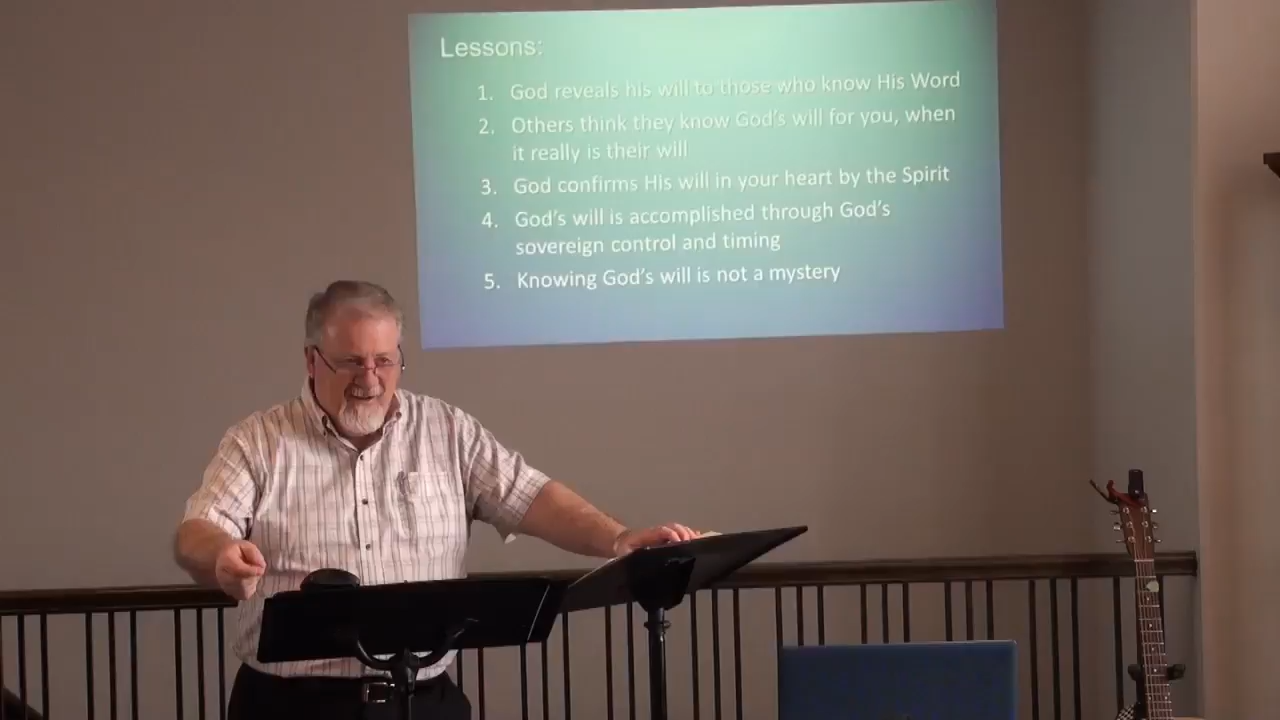 Lessons:
1. God reveals his will to those who know His Word
2. Others think they know God's will for you, when
it really is their will
3. God confirms His will in your heart by the Spirit
4. God's will is accomplished through God's
sovereign control and timing
5. Knowing God's will is not a mystery